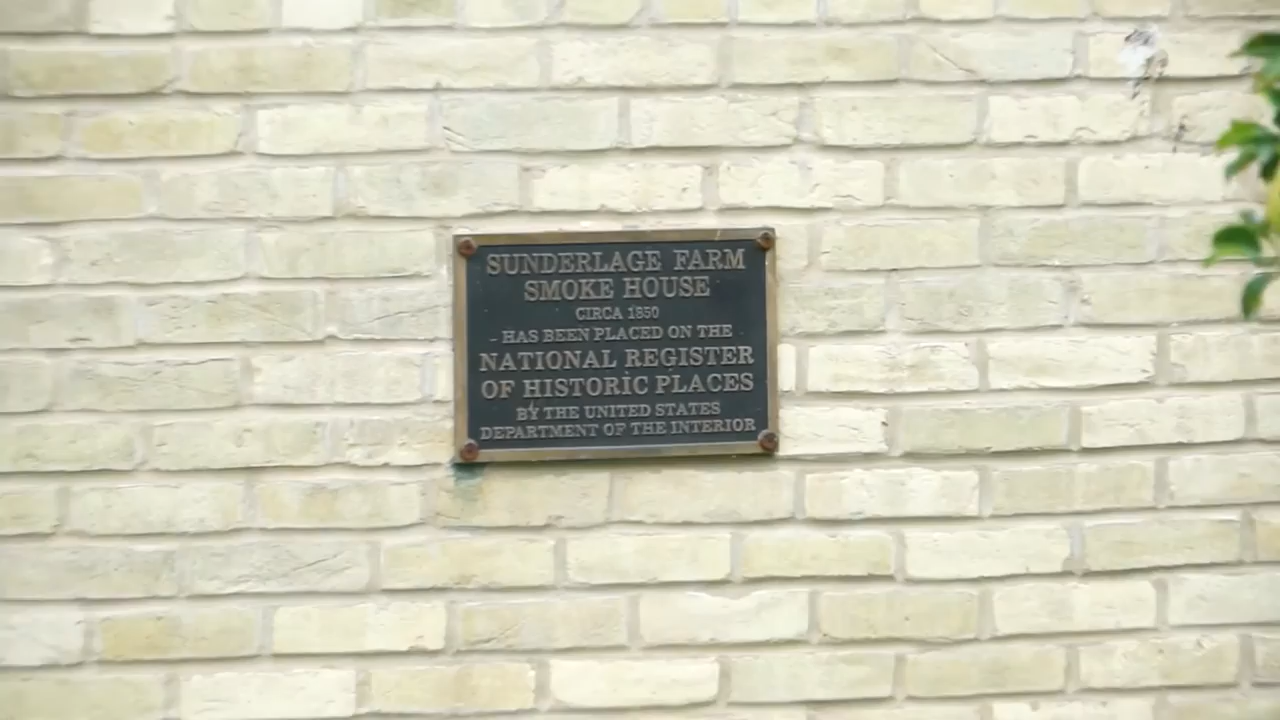 SUNDERLAGE FARM
SMOKE HOUSE
CIRCA 1850
HAS BEEN PLACED ON THE
NATIONAL REGISTER
OF HISTORIC PLACES
BY THE UNITED STATES
DEPARTMENT OF THE INTERIOR